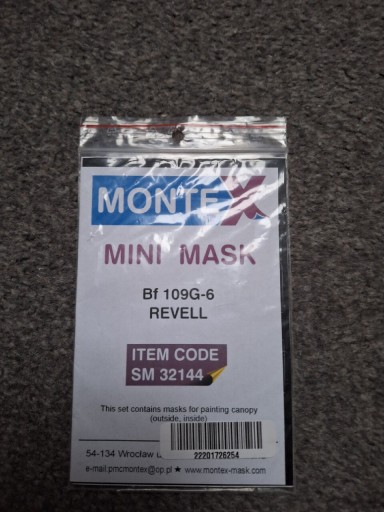 MONTEX
MINI MASK
Bf 109G-6
REVELL
ITEM CODE
SM 32144
This set contains masks for painting canopy
(outside, inside)
54-134 Wrocław
22201726254
e-mail.pmcmontex@op.pl ★ www.montex-mask.com